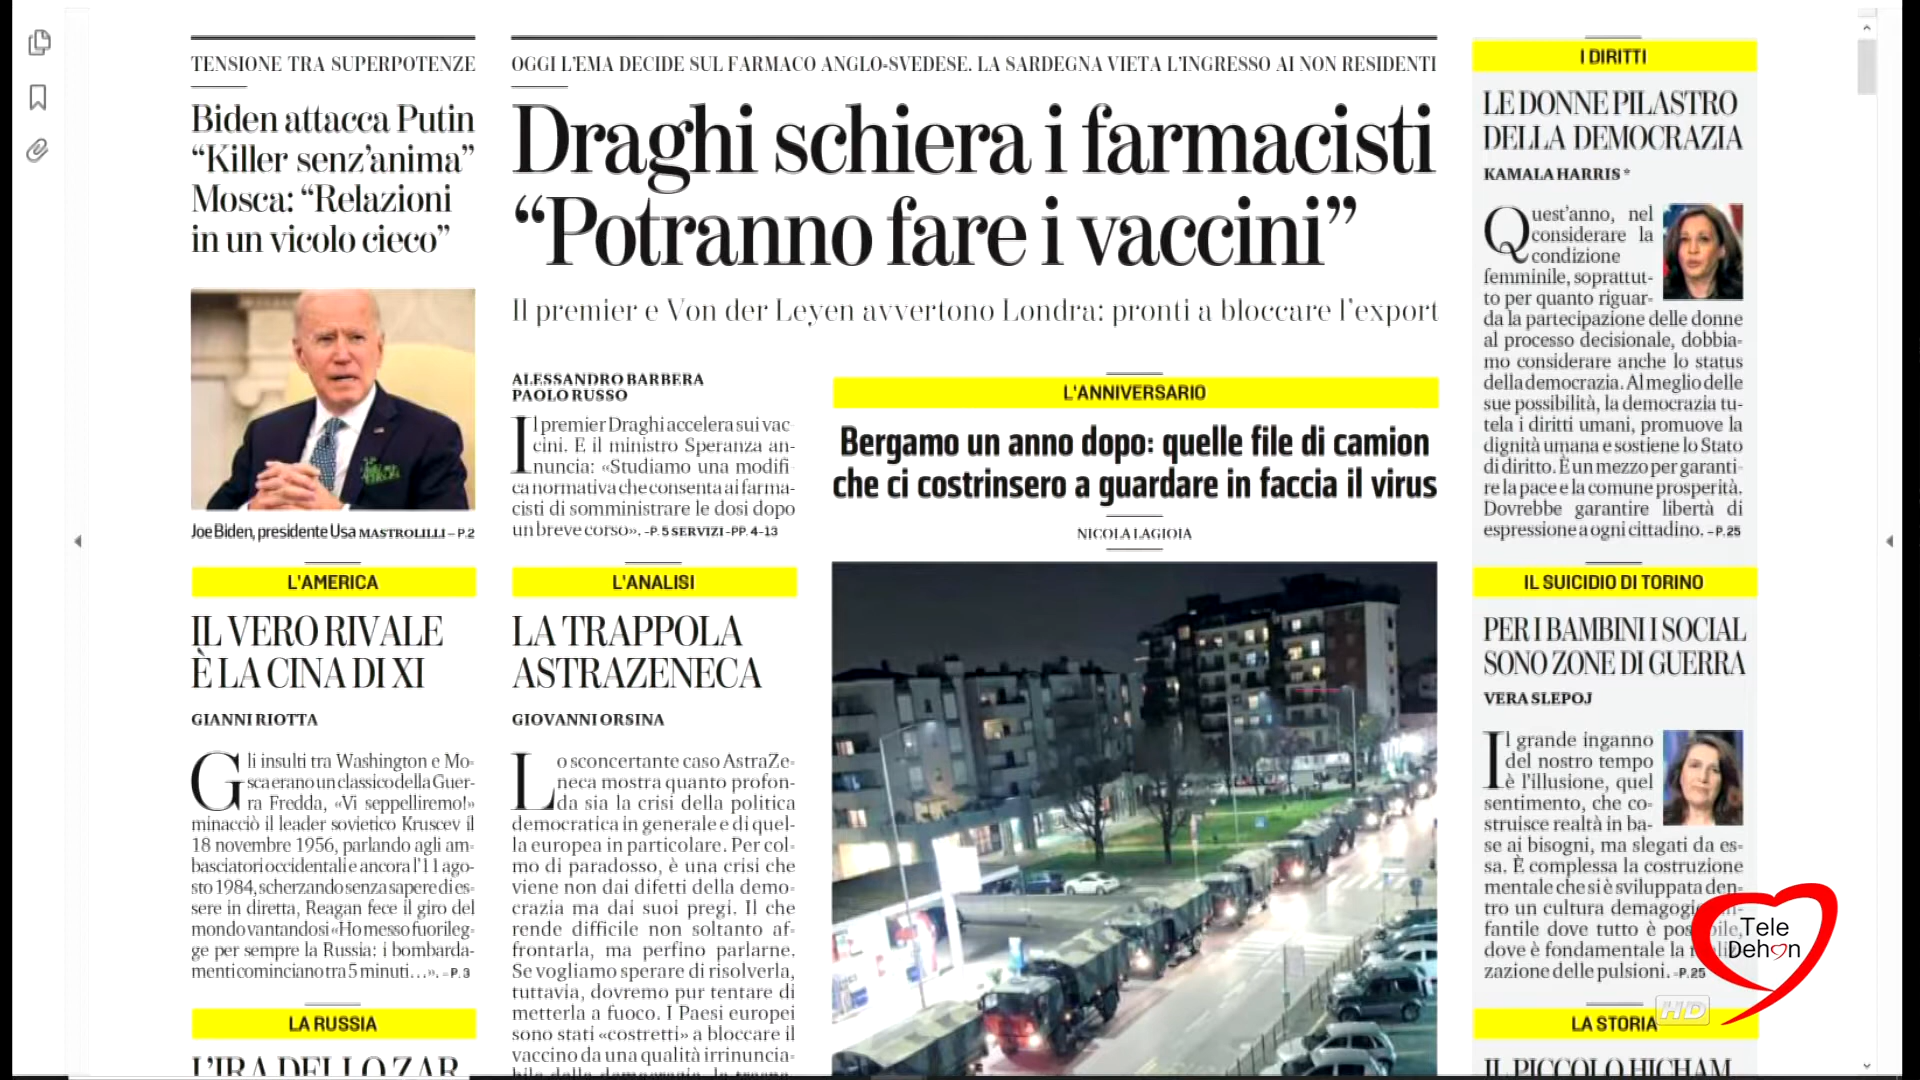 TENSIONE TRA SUPERPOTENZE
Biden attacca Putin
“Killer senz’anima”
Mosca: “Relazioni
in un vicolo cieco”
Joe Biden, presidente Usa MASTROLILLI – P.2
L'AMERICA
IL VERO RIVALE
È LA CINA DI XI
GIANNI RIOTTA
Gli insulti tra Washington e Mo-
sca erano un classico della Guer-
ra Fredda, «Vi seppelliremo!»
minacciò il leader sovietico Kruscev il
18 novembre 1956, parlando agli am-
basciatori occidentali e ancora l'11 ago-
sto 1984, scherzando senza sapere di es-
sere in diretta, Reagan fece il giro del
mondo vantandosi «Ho messo fuorileg-
ge per sempre la Russia: i bombarda-
menti cominciano tra 5 minuti…». – P. 3
LA RUSSIA
L'IRA DELLO ZAR
OGGI L'EMA DECIDE SUL FARMACO ANGLO-SVEDESE. LA SARDEGNA VIETA L'INGRESSO AI NON RESIDENTI
Draghi schiera i farmacisti
“Potranno fare i vaccini”
Il premier e Von der Leyen avvertono Londra: pronti a bloccare l'export
ALESSANDRO BARBERA
PAOLO RUSSO
Il premier Draghi accelera sui vac-
cini. E il ministro Speranza an-
nuncia: «Studiamo una modifi-
ca normativa che consenta ai farma-
cisti di somministrare le dosi dopo
un breve corso». – P. 5 SERVIZI – PP. 4-13
L'ANALISI
LA TRAPPOLA
ASTRAZENECA
GIOVANNI ORSINA
Lo sconcertante caso AstraZe-
neca mostra quanto profon-
da sia la crisi della politica
democratica in generale e di quel-
la europea in particolare. Per col-
mo di paradosso, è una crisi che
viene non dai difetti della demo-
crazia ma dai suoi pregi. Il che
rende difficile non soltanto af-
frontarla, ma perfino parlarne.
Se vogliamo sperare di risolverla,
tuttavia, dovremo pur tentare di
metterla a fuoco. I Paesi europei
sono stati «costretti» a bloccare il
vaccino da una qualità irrinuncia-
L'ANNIVERSARIO
Bergamo un anno dopo: quelle file di camion
che ci costrinsero a guardare in faccia il virus
NICOLA LAGIOIA
I DIRITTI
LE DONNE PILASTRO
DELLA DEMOCRAZIA
KAMALA HARRIS *
Quest'anno, nel
considerare la
condizione
femminile, soprattut-
to per quanto riguar-
da la partecipazione delle donne
al processo decisionale, dobbia-
mo considerare anche lo status
della democrazia. Al meglio delle
sue possibilità, la democrazia tu-
tela i diritti umani, promuove la
dignità umana e sostiene lo Stato
di diritto. È un mezzo per garanti-
re la pace e la comune prosperità.
Dovrebbe garantire libertà di
espressione a ogni cittadino. – P. 25
IL SUICIDIO DI TORINO
PER I BAMBINI I SOCIAL
SONO ZONE DI GUERRA
VERA SLEPOJ
Il grande inganno
del nostro tempo
è l'illusione, quel
sentimento, che co-
struisce realtà in ba-
se ai bisogni, ma slegati da es-
sa. È complessa la costruzione
mentale che si è sviluppata den-
tro un cultura demagogi
fantile dove tutto è
dove è fondamentale la
zazione delle pulsioni. – P. 25
LA STORIA
IL PICCOLO HICHAM
Tele
Dehon
HD